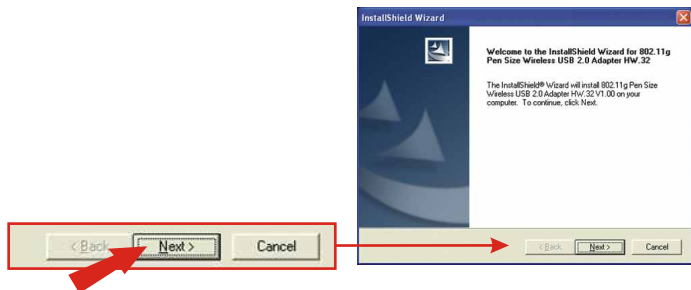 InstallShield Wizard
Welcome to the InstallShield Wizard for 802.11g
Pen Size Wireless USB 2.0 Adapter HW.32
The InstallShield® Wizard will install 802.11g Pen Size
Wireless USB 2.0 Adapter HW.32 V1.00 on your
computer. To continue, click Next.
< Back Next > Cancel
< Back Next > Cancel